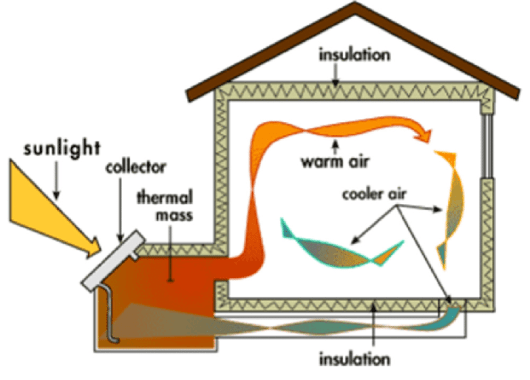 insulation
sunlight
collector
thermal
mass
warm air
cooler air
insulation